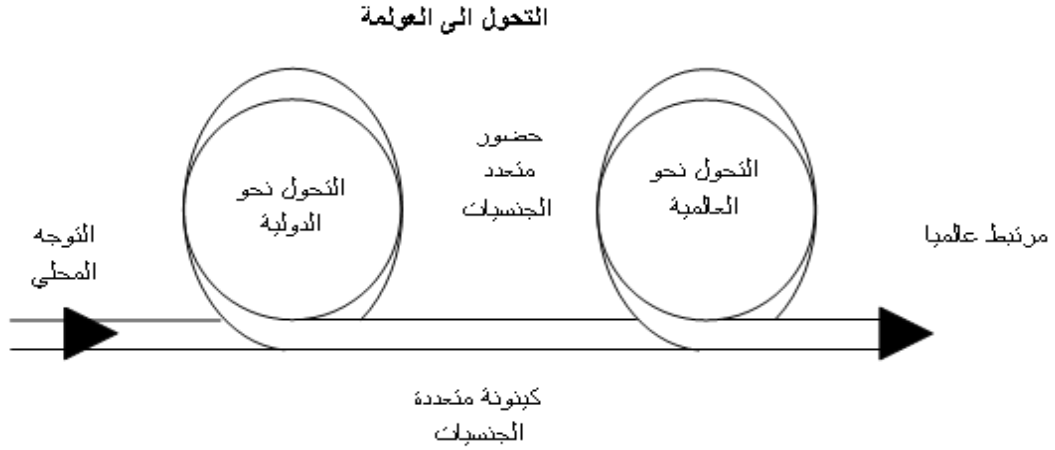 التحول الى العولمة
حضور
متعدد
الجنسيات
التحول نحو
الدولية
التحول نحو
العالمية
التوجه
المحلي
مرتبط عالميا
كينونة متعددة
الجنسيات